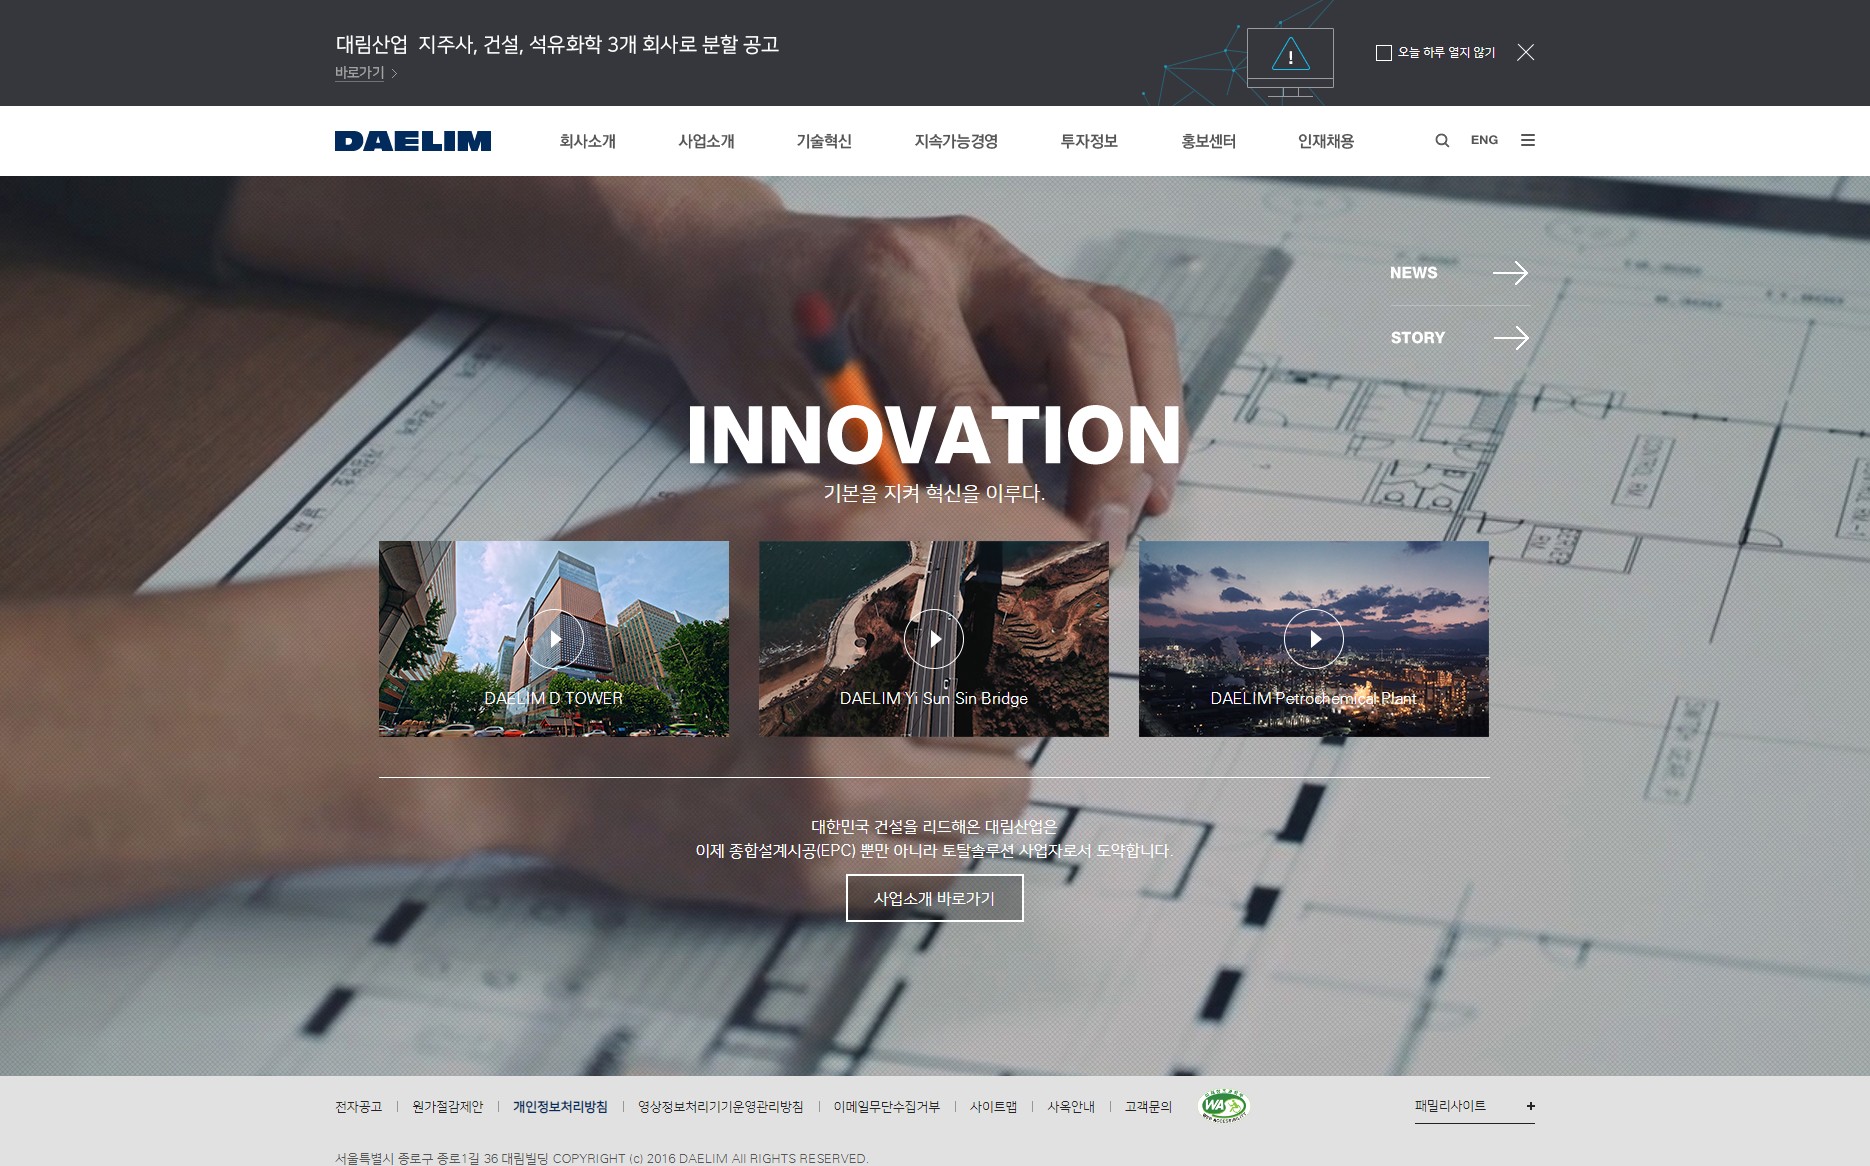 대림산업 지주사, 건설, 석유화학 3개 회사로 분할 공고
바로가기
!
오늘 하루 열지 않기
DAELIM
회사소개
사업소개
기술혁신
지속가능경영
투자정보
홍보센터
인재채용
ENG
NEWS
STORY
INNOVATION
기본을 지켜 혁신을 이루다.
DAELIM D TOWER
DAELIM Yi Sun Sin Bridge
DAELIM Petrochemical Plant
대한민국 건설을 리드해온 대림산업은
이제 종합설계시공(EPC) 뿐만 아니라 토탈솔루션 사업자로서 도약합니다.
사업소개 바로가기
전자공고
원가절감제안
개인정보처리방침
영상정보처리기기운영관리방침
이메일무단수집거부
사이트맵
사옥안내
고객문의
WA
패밀리사이트 +
서울특별시 종로구 종로1길 36 대림빌딩 COPYRIGHT (c) 2016 DAELIM All RIGHTS RESERVED.